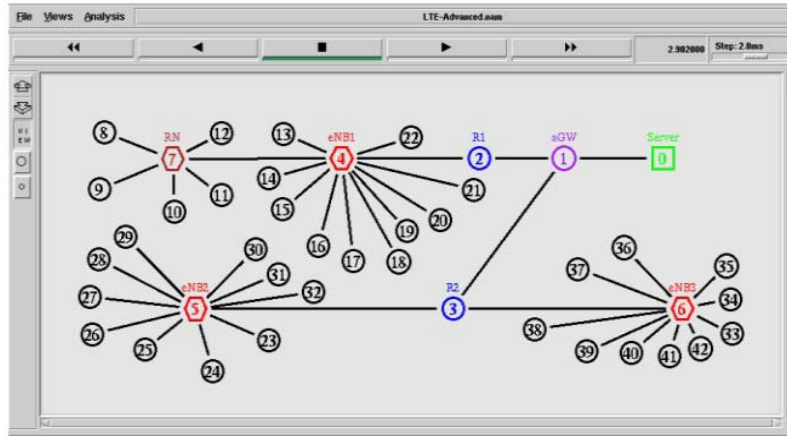 File Views Analysis LTE-Advanced.nam
2.902000 Step: 2.0ms
RN eNB1 R1 aGW Server
8 12 13 22
7 4 2 1 0
9 11 14 21
10 15 20
16 17 18 19
29 30 36
28 31 37 35
eNB2 R2 eNB3
27 32 34
5 3 6
26 23 38 33
25 24 39 40 41 42
VIEW